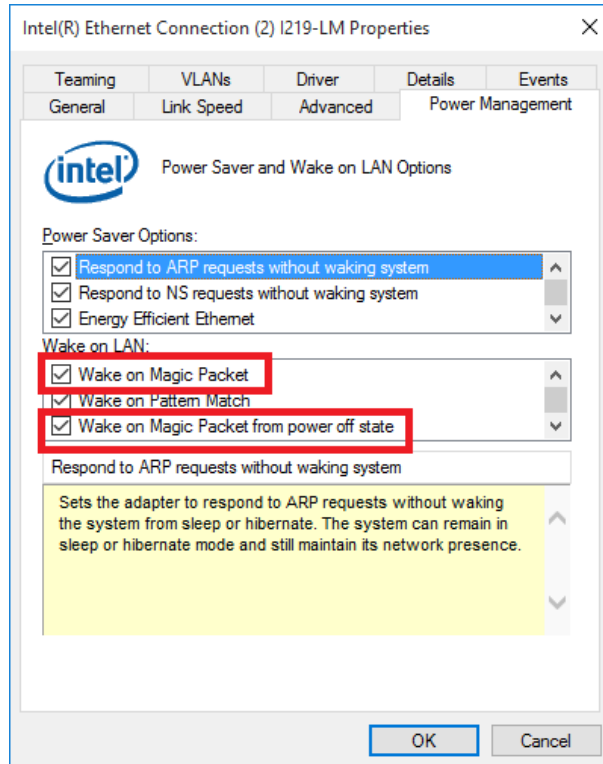 Intel(R) Ethernet Connection (2) I219-LM Properties
Teaming VLANs Driver Details Events
General Link Speed Advanced Power Management
intel Power Saver and Wake on LAN Options
Power Saver Options:
Respond to ARP requests without waking system
Respond to NS requests without waking system
Energy Efficient Ethernet
Wake on LAN:
Wake on Magic Packet
Wake on Pattern Match
Wake on Magic Packet from power off state
Respond to ARP requests without waking system
Sets the adapter to respond to ARP requests without waking
the system from sleep or hibernate. The system can remain in
sleep or hibernate mode and still maintain its network presence.
OK Cancel